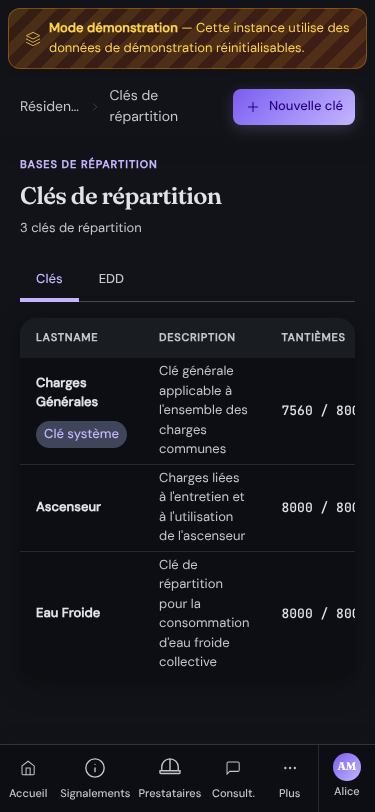 Mode démonstration — Cette instance utilise des
données de démonstration réinitialisables.
Résiden... > Clés de
répartition
+ Nouvelle clé
BASES DE RÉPARTITION
Clés de répartition
3 clés de répartition
Clés EDD
LASTNAME DESCRIPTION TANTIÈMES
Charges
Générales
Clé système
Clé générale
applicable à
l'ensemble des
charges
communes
7560 / 800
Ascenseur
Charges liées
à l'entretien et
à l'utilisation
de l'ascenseur
8000 / 800
Eau Froide
Clé de
répartition
pour la
consommation
d'eau froide
collective
8000 / 800
Accueil Signalements Prestataires Consult. Plus
AM
Alice